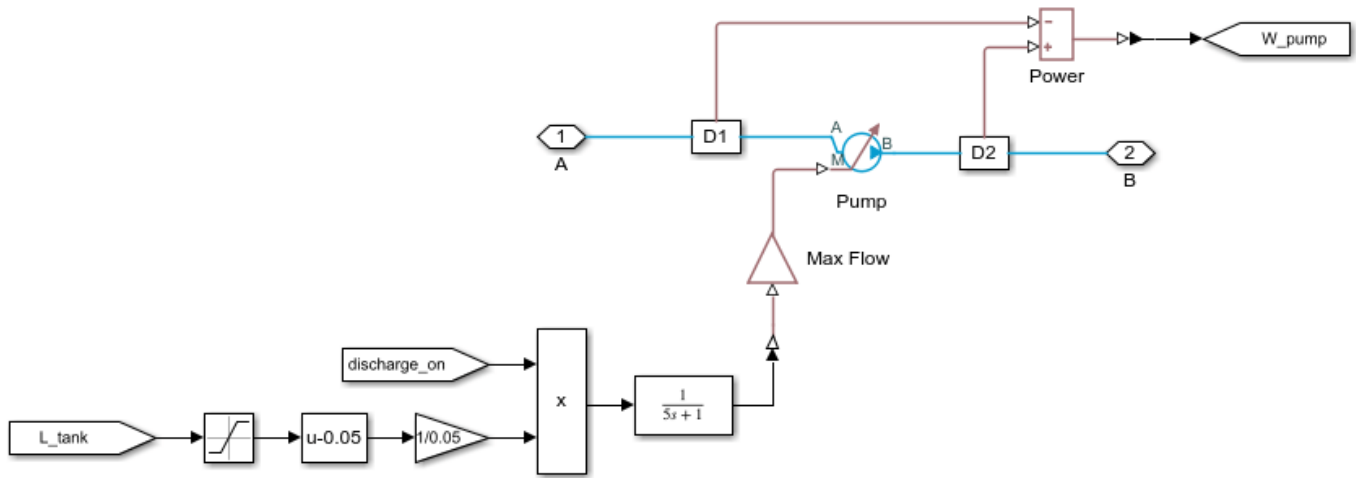 −
+
W_pump
Power
1
A
D1
A
M
B
D2
2
B
Pump
Max Flow
discharge_on
x
1
5s + 1
L_tank
u-0.05
1/0.05